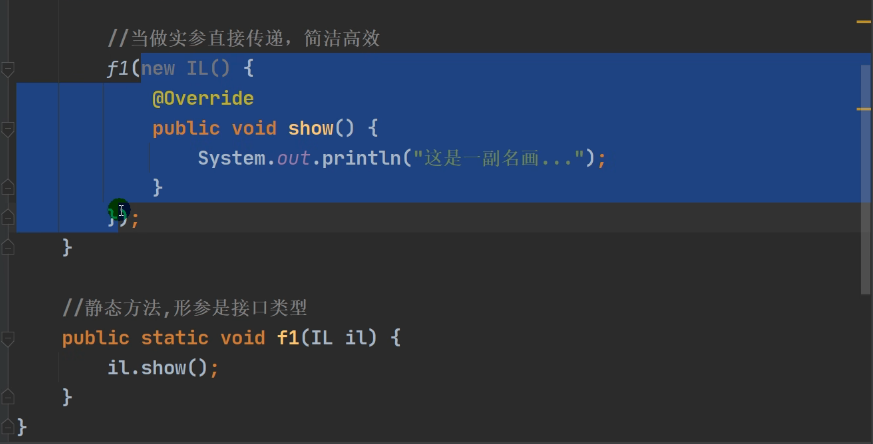 //当做实参直接传递，简洁高效
f1(new IL() {
@Override
public void show() {
System.out.println("这是一副名画...");
}
});
}
//静态方法,形参是接口类型
public static void f1(IL il) {
il.show();
}
}